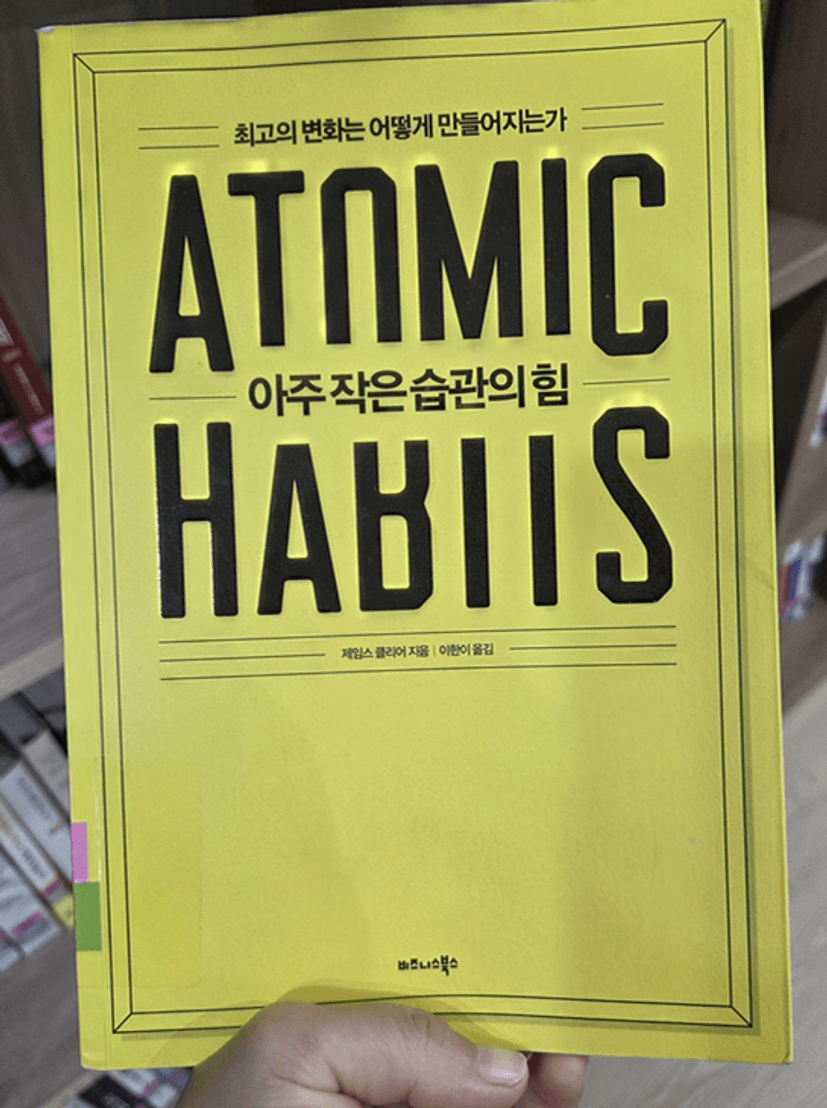 최고의 변화는 어떻게 만들어지는가
ATOMIC
아주 작은 습관의 힘
HABITS
제임스 클리어 지음 | 이한이 옮김
비즈니스북스